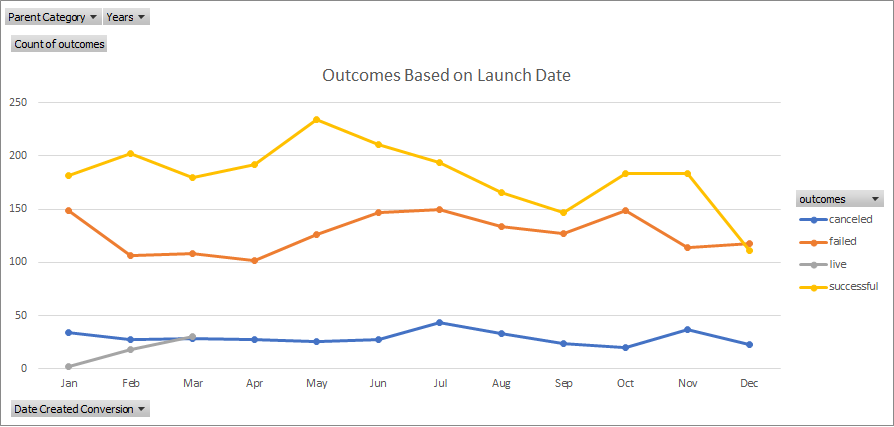 Parent Category Years
Count of outcomes
Outcomes Based on Launch Date
250
200
150
100
50
0
Jan Feb Mar Apr May Jun Jul Aug Sep Oct Nov Dec
outcomes
canceled
failed
live
successful
Date Created Conversion